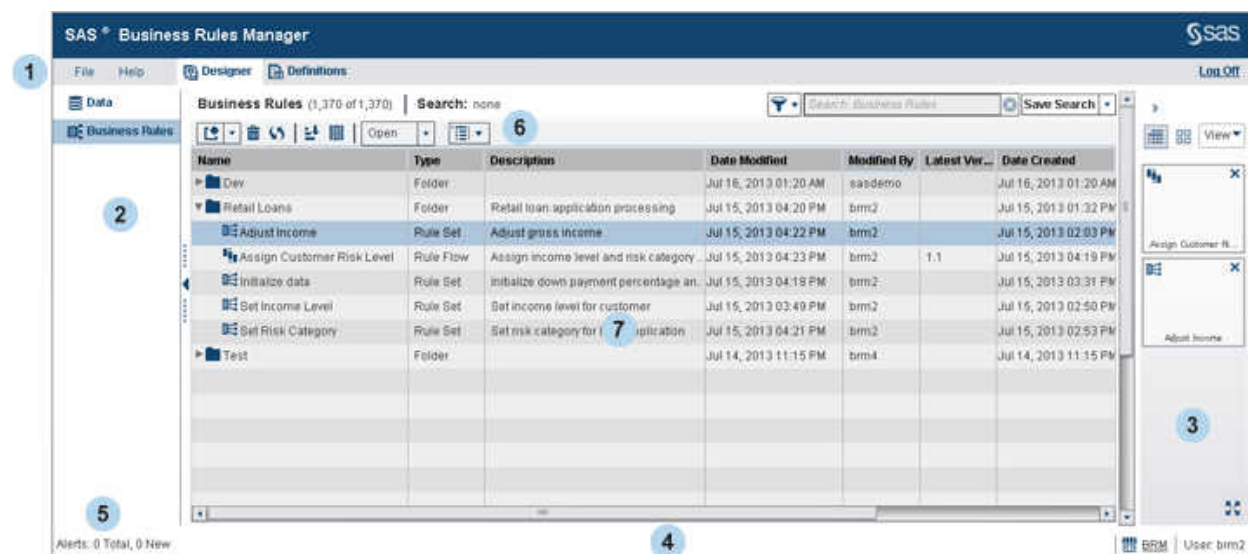 SAS ® Business Rules Manager
sas
1
File Help Designer Definitions Log Off
Data
Business Rules
Business Rules (1,370 of 1,370) Search: none Search: Business Rules Save Search
Open 6 View
Name Type Description Date Modified Modified By Latest Ver... Date Created
Dev Folder Jul 16, 2013 01:20 AM sasdemo Jul 16, 2013 01:20 AM
Retail Loans Folder Retail loan application processing Jul 15, 2013 04:20 PM brm2 Jul 15, 2013 01:32 PM
Adjust Income Rule Set Adjust gross income Jul 15, 2013 04:22 PM brm2 Jul 15, 2013 02:03 PM
Assign Customer Risk Level Rule Flow Assign income level and risk category Jul 15, 2013 04:23 PM brm2 1.1 Jul 15, 2013 04:19 PM
Initialize data Rule Set initialize down payment percentage an. Jul 15, 2013 04:18 PM brm2 Jul 15, 2013 03:31 PM
Set Income Level Rule Set Set income level for customer Jul 15, 2013 03:49 PM brm2 Jul 15, 2013 02:50 PM
Set Risk Category Rule Set Set risk category for 7 plication Jul 15, 2013 04:21 PM brm2 Jul 15, 2013 02:53 PM
Test Folder Jul 14, 2013 11:15 PM brm4 Jul 14, 2013 11:15 PM
2
Assign Customer Ri...
Adjust Income
3
5
Alerts: 0 Total, 0 New
4
BRM User: brm2